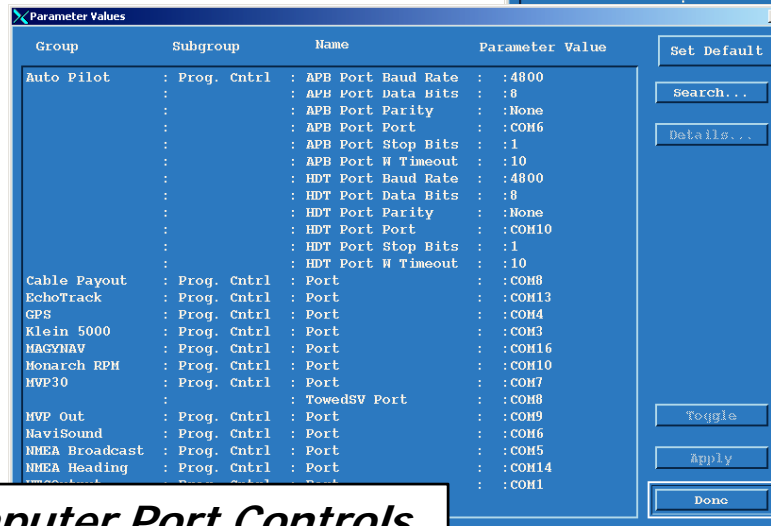 Parameter Values
Group Subgroup Name Parameter Value
Auto Pilot : Prog. Cntrl : APB Port Baud Rate : :4800
: : APB Port Data Bits : :8
: : APB Port Parity : :None
: : APB Port Port : :COM6
: : APB Port Stop Bits : :1
: : APB Port W Timeout : :10
: : HDT Port Baud Rate : :4800
: : HDT Port Data Bits : :8
: : HDT Port Parity : :None
: : HDT Port Port : :COM10
: : HDT Port Stop Bits : :1
: : HDT Port W Timeout : :10
Cable Payout : Prog. Cntrl : Port : :COM8
EchoTrack : Prog. Cntrl : Port : :COM13
GPS : Prog. Cntrl : Port : :COM4
Klein 5000 : Prog. Cntrl : Port : :COM3
MAGYNAV : Prog. Cntrl : Port : :COM16
Monarch RPM : Prog. Cntrl : Port : :COM10
MVP30 : Prog. Cntrl : Port : :COM7
: : TowedSV Port : :COM8
MVP Out : Prog. Cntrl : Port : :COM9
NaviSound : Prog. Cntrl : Port : :COM6
NMEA Broadcast : Prog. Cntrl : Port : :COM5
NMEA Heading : Prog. Cntrl : Port : :COM14
: : : :COM1
Set Default
Search...
Details...
Toggle
Apply
Done
puter Port Controls